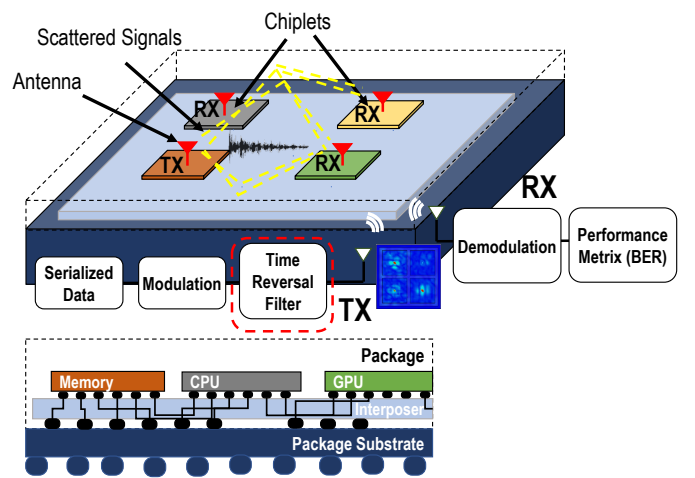 Chiplets
Scattered Signals
Antenna
RX
RX
TX
RX
RX
Demodulation
Performance
Metrix (BER)
Serialized
Data
Modulation
Time
Reversal
Filter
TX
Package
Memory
CPU
GPU
Interposer
Package Substrate